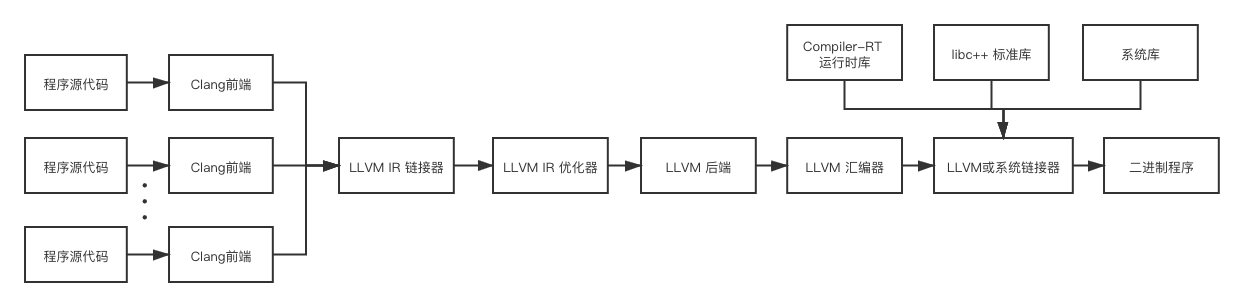 Compiler-RT
运行时库
libc++ 标准库
系统库
程序源代码
Clang前端
程序源代码
Clang前端
LLVM IR 链接器
LLVM IR 优化器
LLVM 后端
LLVM 汇编器
LLVM或系统链接器
二进制程序
程序源代码
Clang前端